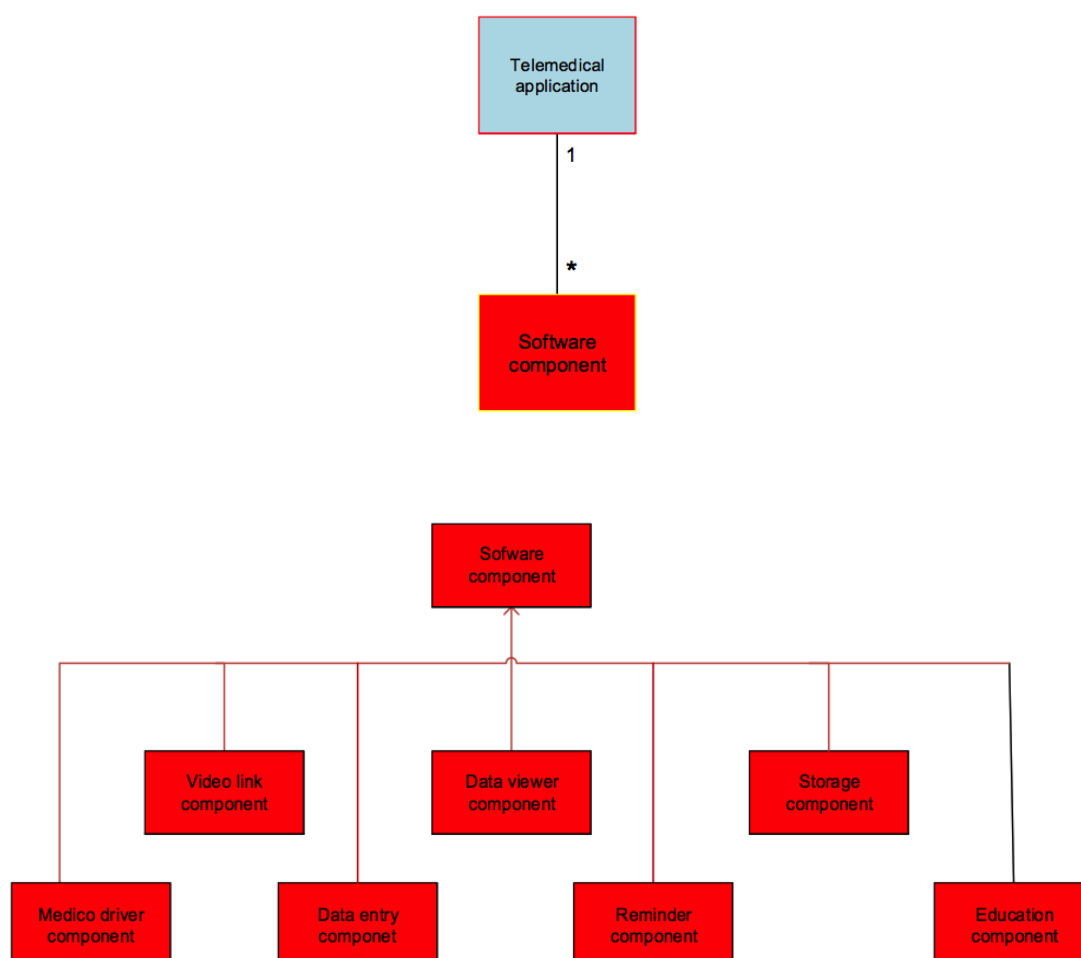 Telemedical
application
1
*
Software
component
Sofware
component
Video link
component
Data viewer
component
Storage
component
Medico driver
component
Data entry
componet
Reminder
component
Education
component